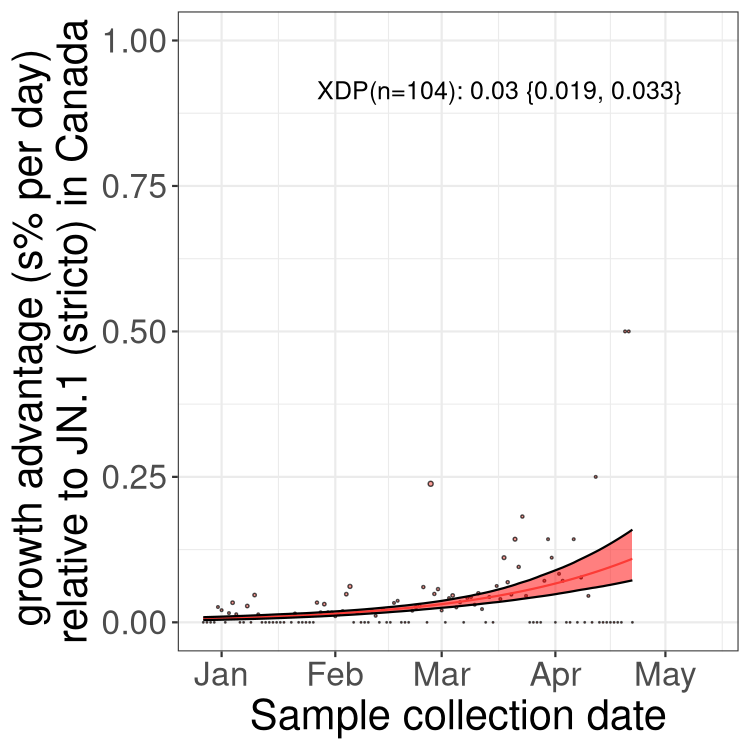 growth advantage (s% per day)
relative to JN.1 (stricto) in Canada
1.00
0.75
0.50
0.25
0.00
XDP(n=104): 0.03 {0.019, 0.033}
Jan Feb Mar Apr May
Sample collection date